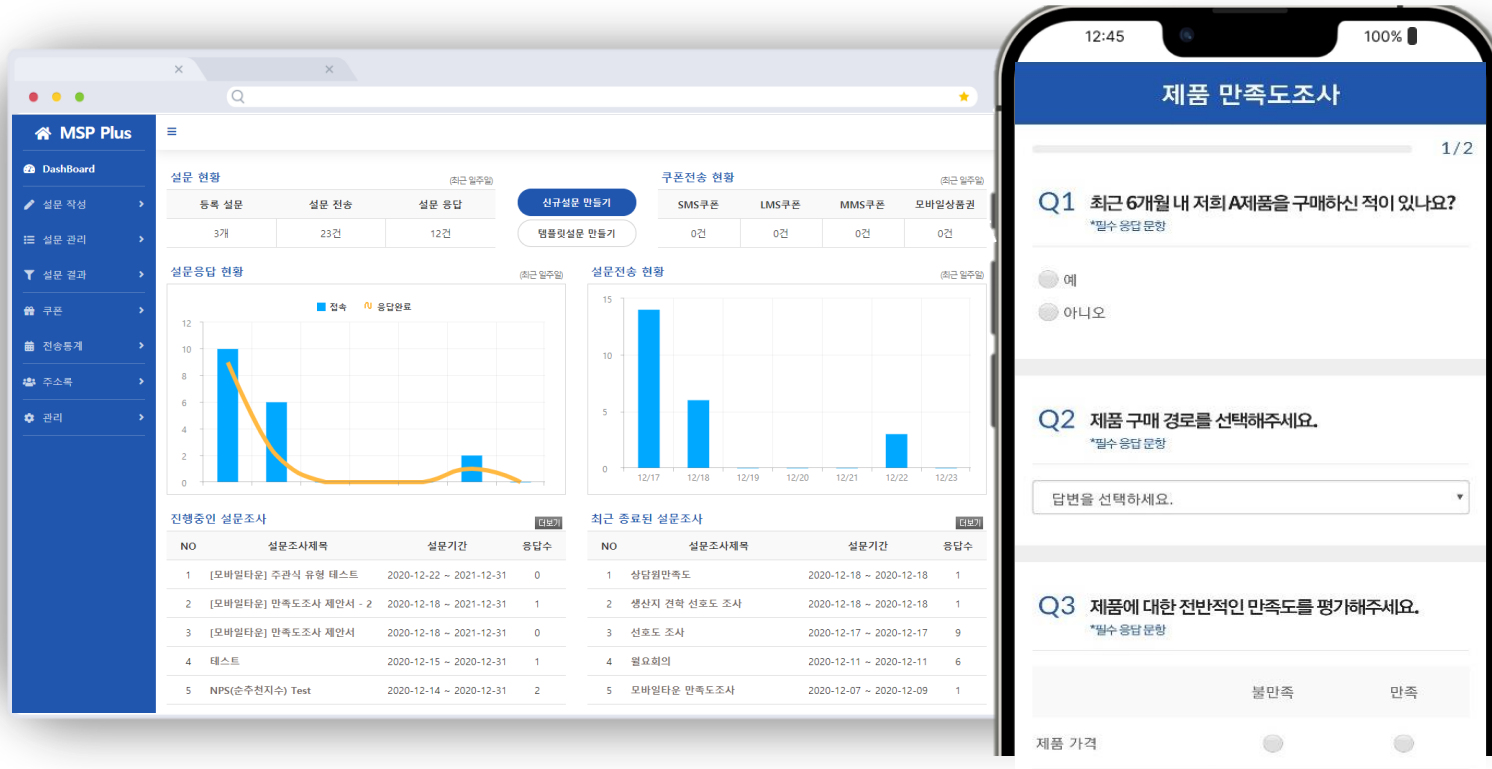 MSP Plus
DashBoard
설문 작성
설문 관리
설문 결과
쿠폰
전송통계
주소록
관리
설문 현황 (최근 일주일)
등록 설문 설문 전송 설문 응답
3개 23건 12건
신규설문 만들기
템플릿설문 만들기
쿠폰전송 현황 (최근 일주일)
SMS쿠폰 LMS쿠폰 MMS쿠폰 모바일상품권
0건 0건 0건 0건
설문응답 현황 (최근 일주일)
접속 응답완료
12
10
8
6
4
2
0
설문전송 현황 (최근 일주일)
15
10
5
0
12/17 12/18 12/19 12/20 12/21 12/22 12/23
진행중인 설문조사 더보기
NO 설문조사제목 설문기간 응답수
1 [모바일타운] 주관식 유형 테스트 2020-12-22 ~ 2021-12-31 0
2 [모바일타운] 만족도조사 제안서 - 2 2020-12-18 ~ 2021-12-31 1
3 [모바일타운] 만족도조사 제안서 2020-12-18 ~ 2021-12-31 0
4 테스트 2020-12-15 ~ 2020-12-31 1
5 NPS(순추천지수) Test 2020-12-14 ~ 2020-12-31 2
최근 종료된 설문조사 더보기
NO 설문조사제목 설문기간 응답수
1 상담원만족도 2020-12-18 ~ 2020-12-18 1
2 생산지 견학 선호도 조사 2020-12-18 ~ 2020-12-18 1
3 선호도 조사 2020-12-17 ~ 2020-12-17 9
4 월요회의 2020-12-11 ~ 2020-12-11 6
5 모바일타운 만족도조사 2020-12-07 ~ 2020-12-09 1
12:45 100%
제품 만족도조사
1/2
Q1 최근 6개월 내 저희 A제품을 구매하신 적이 있나요?
*필수 응답 문항
예
아니오
Q2 제품 구매 경로를 선택해주세요.
*필수 응답 문항
답변을 선택하세요.
Q3 제품에 대한 전반적인 만족도를 평가해주세요.
*필수 응답 문항
불만족 만족
제품 가격